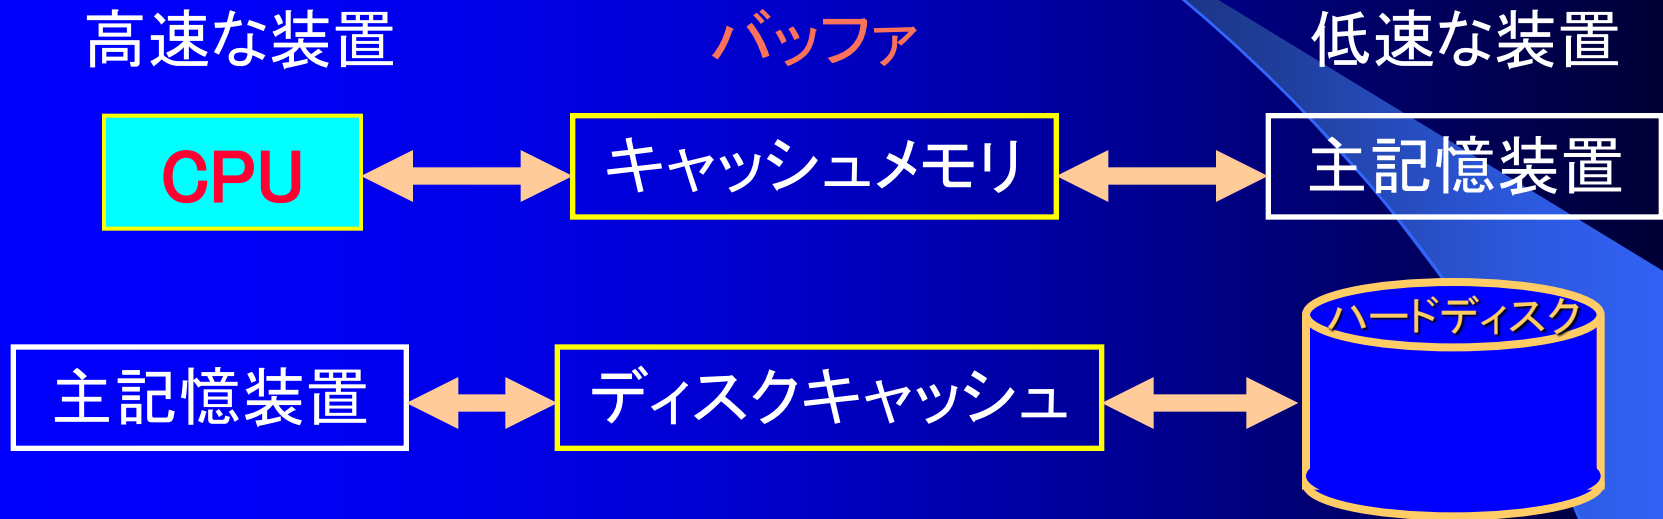 高速な装置 バッファ 低速な装置
CPU キャッシュメモリ 主記憶装置
ハードディスク
主記憶装置 ディスクキャッシュ